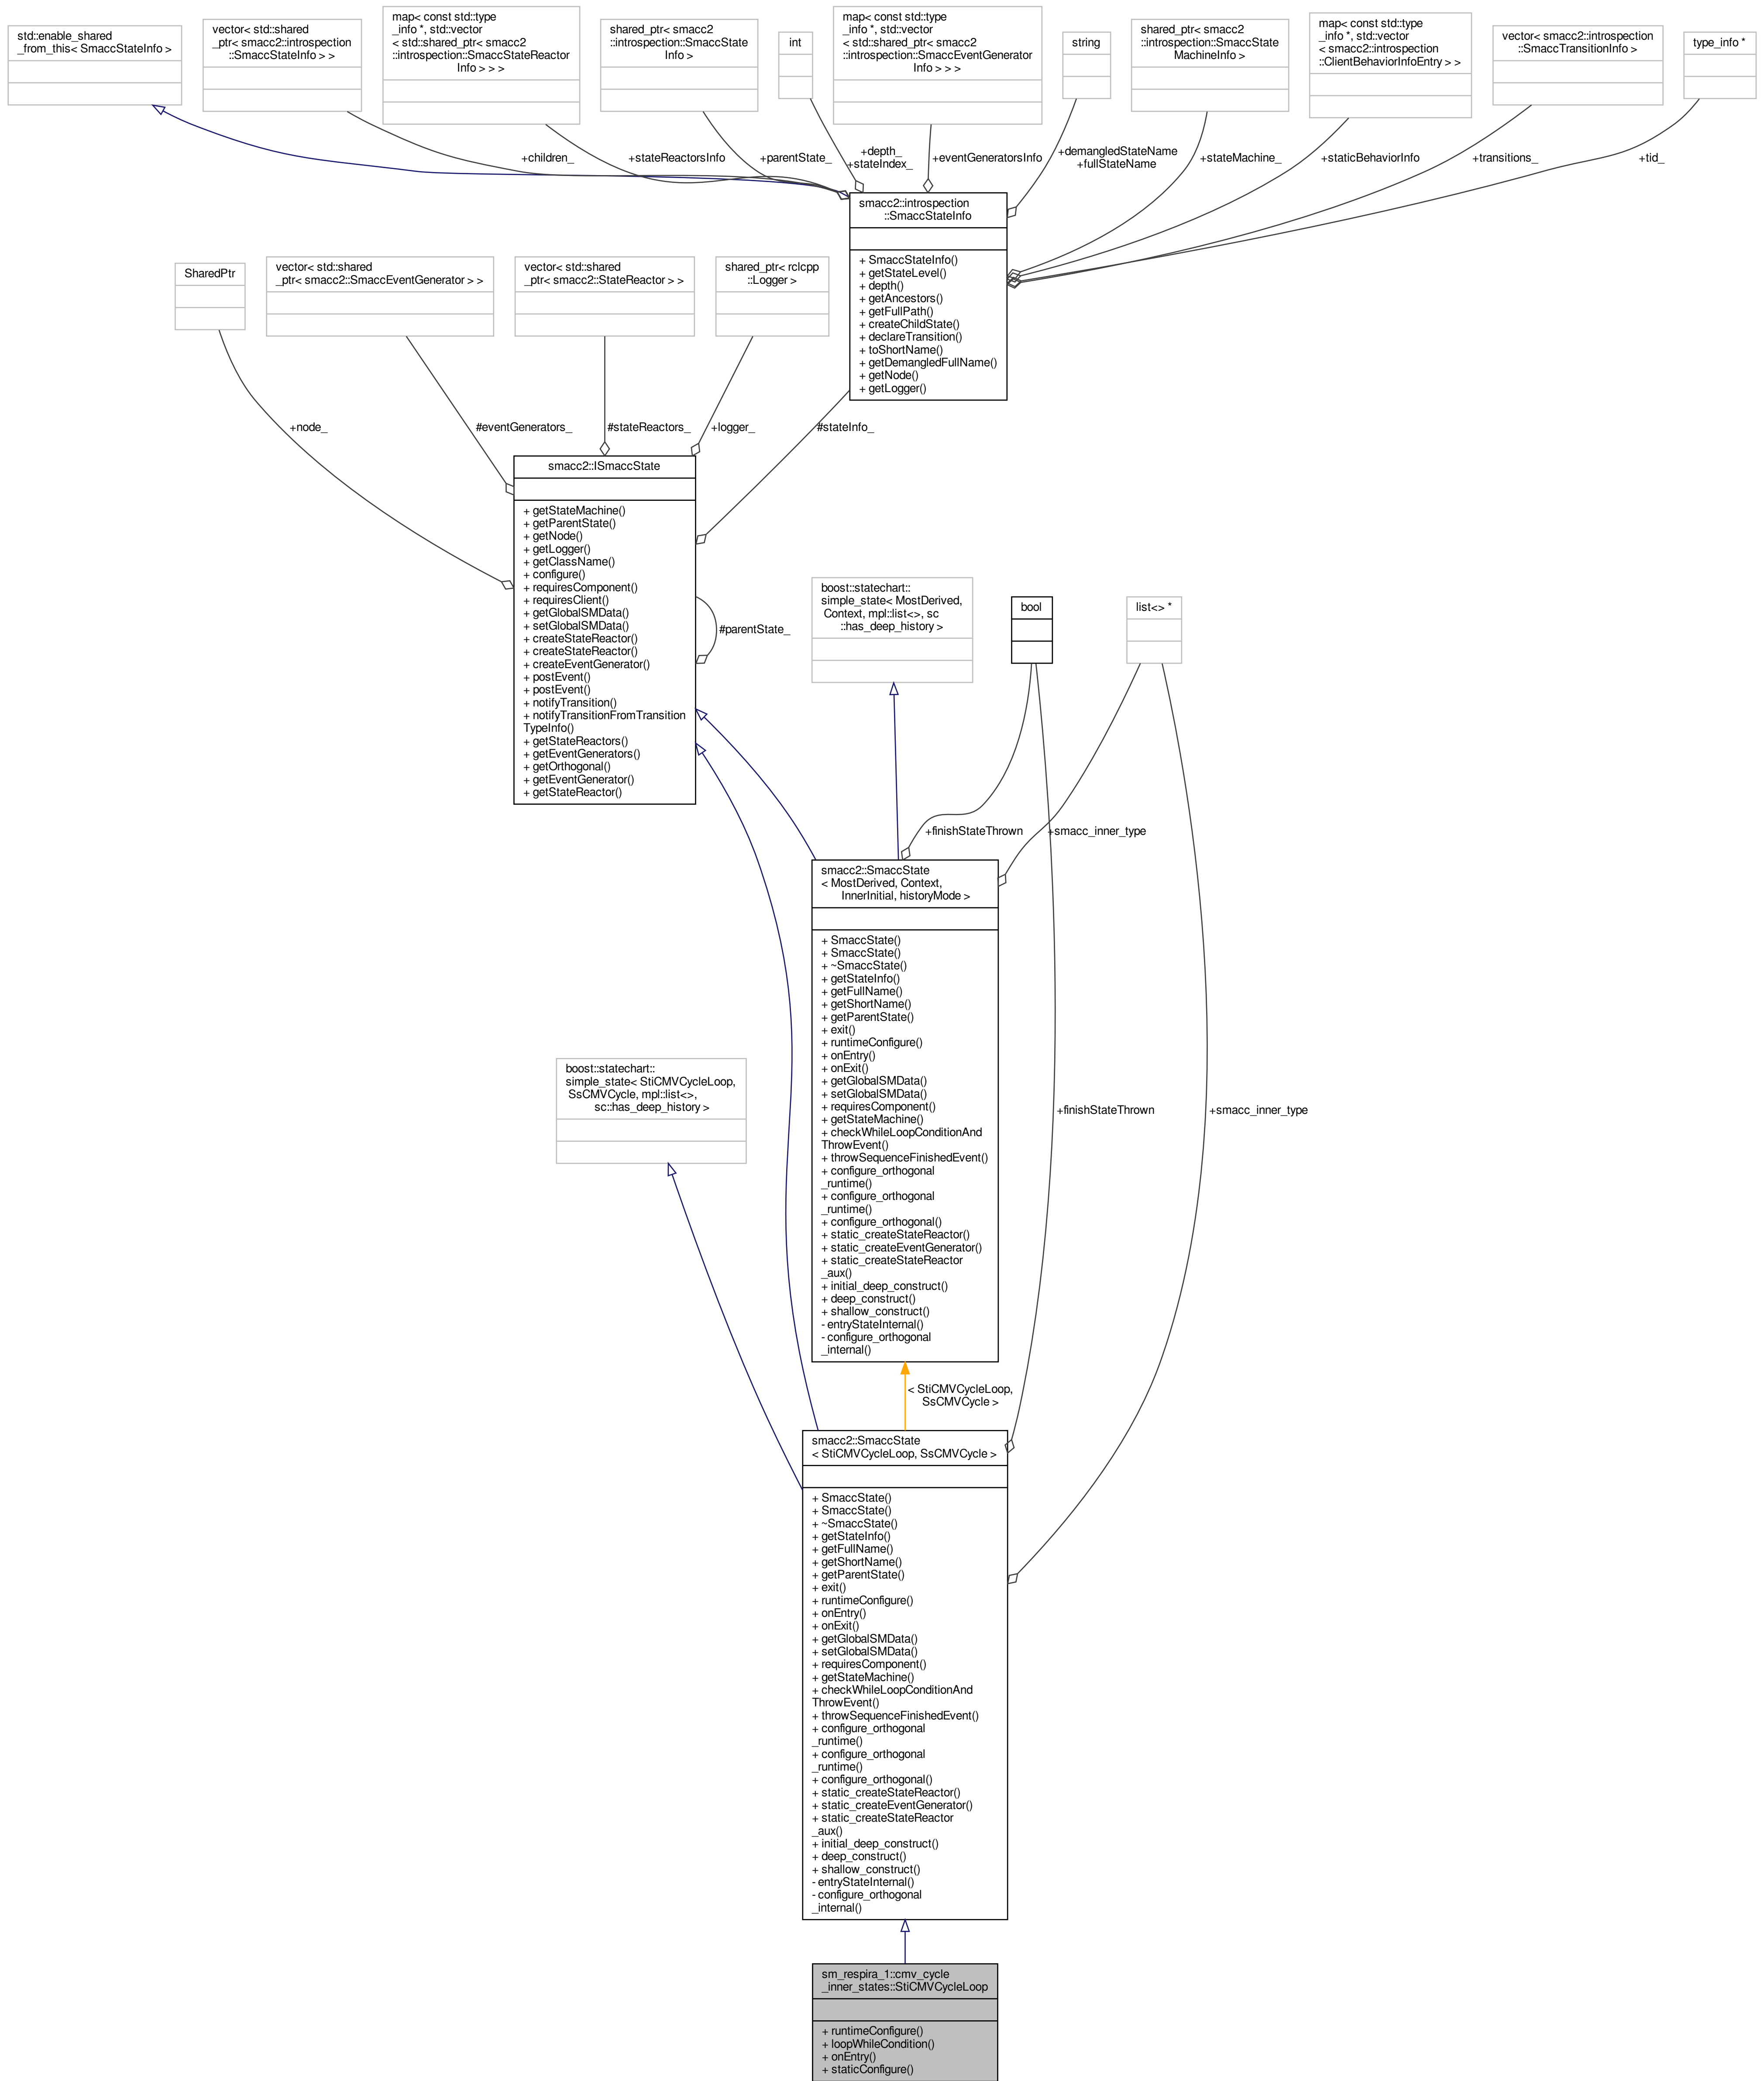 std::enable_shared
_from_this< SmaccStateInfo >
vector< std::shared
_ptr< smacc2::introspection
::SmaccStateInfo > >
map< const std::type
_info *, std::vector
< std::shared_ptr< smacc2
::introspection::SmaccStateReactor
Info > > >
shared_ptr< smacc2
::introspection::SmaccState
Info >
int
map< const std::type
_info *, std::vector
< std::shared_ptr< smacc2
::introspection::SmaccEventGenerator
Info > > >
string
shared_ptr< smacc2
::introspection::SmaccState
MachineInfo >
map< const std::type
_info *, std::vector
< smacc2::introspection
::ClientBehaviorInfoEntry > >
vector< smacc2::introspection
::SmaccTransitionInfo >
type_info *
+children_
+stateReactorsInfo
+parentState_
+depth_
+stateIndex_
+eventGeneratorsInfo
+demangledStateName
+fullStateName
+stateMachine_
+staticBehaviorInfo
+transitions_
+tid_
smacc2::introspection
::SmaccStateInfo
+ SmaccStateInfo()
+ getStateLevel()
+ depth()
+ getAncestors()
+ getFullPath()
+ createChildState()
+ declareTransition()
+ toShortName()
+ getDemangledFullName()
+ getNode()
+ getLogger()
SharedPtr
vector< std::shared
_ptr< smacc2::SmaccEventGenerator > >
vector< std::shared
_ptr< smacc2::StateReactor > >
shared_ptr< rclcpp
::Logger >
+node_
#eventGenerators_
#stateReactors_
+logger_
#stateInfo_
smacc2::ISmaccState
+ getStateMachine()
+ getParentState()
+ getNode()
+ getLogger()
+ getClassName()
+ configure()
+ requiresComponent()
+ requiresClient()
+ getGlobalSMData()
+ setGlobalSMData()
+ createStateReactor()
+ createStateReactor()
+ createEventGenerator()
+ postEvent()
+ postEvent()
+ notifyTransition()
+ notifyTransitionFromTransition
TypeInfo()
+ getStateReactors()
+ getEventGenerators()
+ getOrthogonal()
+ getEventGenerator()
+ getStateReactor()
#parentState_
boost::statechart::
simple_state< MostDerived,
Context, mpl::list<>, sc
::has_deep_history >
bool
list<> *
+finishStateThrown
+smacc_inner_type
smacc2::SmaccState
< MostDerived, Context,
InnerInitial, historyMode >
+ SmaccState()
+ SmaccState()
+ ~SmaccState()
+ getStateInfo()
+ getFullName()
+ getShortName()
+ getParentState()
+ exit()
+ runtimeConfigure()
+ onEntry()
+ onExit()
+ getGlobalSMData()
+ setGlobalSMData()
+ requiresComponent()
+ getStateMachine()
+ checkWhileLoopConditionAnd
ThrowEvent()
+ throwSequenceFinishedEvent()
+ configure_orthogonal
_runtime()
+ configure_orthogonal
_runtime()
+ configure_orthogonal()
+ static_createStateReactor()
+ static_createEventGenerator()
+ static_createStateReactor
_aux()
+ initial_deep_construct()
+ deep_construct()
+ shallow_construct()
- entryStateInternal()
- configure_orthogonal
_internal()
boost::statechart::
simple_state< StiCMVCycleLoop,
SsCMVCycle, mpl::list<>,
sc::has_deep_history >
+finishStateThrown
+smacc_inner_type
< StiCMVCycleLoop,
SsCMVCycle >
smacc2::SmaccState
< StiCMVCycleLoop, SsCMVCycle >
+ SmaccState()
+ SmaccState()
+ ~SmaccState()
+ getStateInfo()
+ getFullName()
+ getShortName()
+ getParentState()
+ exit()
+ runtimeConfigure()
+ onEntry()
+ onExit()
+ getGlobalSMData()
+ setGlobalSMData()
+ requiresComponent()
+ getStateMachine()
+ checkWhileLoopConditionAnd
ThrowEvent()
+ throwSequenceFinishedEvent()
+ configure_orthogonal
_runtime()
+ configure_orthogonal
_runtime()
+ configure_orthogonal()
+ static_createStateReactor()
+ static_createEventGenerator()
+ static_createStateReactor
_aux()
+ initial_deep_construct()
+ deep_construct()
+ shallow_construct()
- entryStateInternal()
- configure_orthogonal
_internal()
sm_respira_1::cmv_cycle
_inner_states::StiCMVCycleLoop
+ runtimeConfigure()
+ loopWhileCondition()
+ onEntry()
+ staticConfigure()